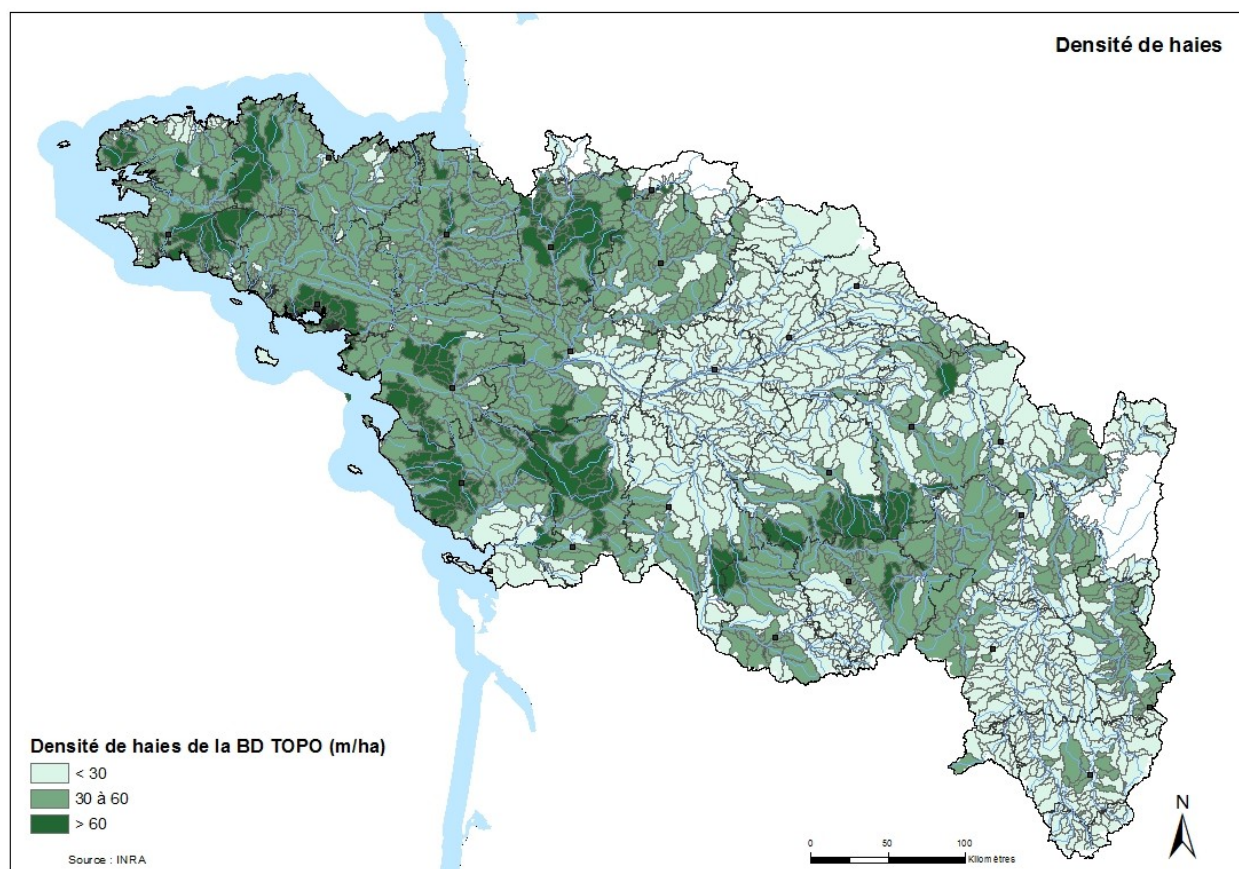 Densité de haies
Densité de haies de la BD TOPO (m/ha)
< 30
30 à 60
> 60
Source : INRA
0 50 100
Kilomètres
N